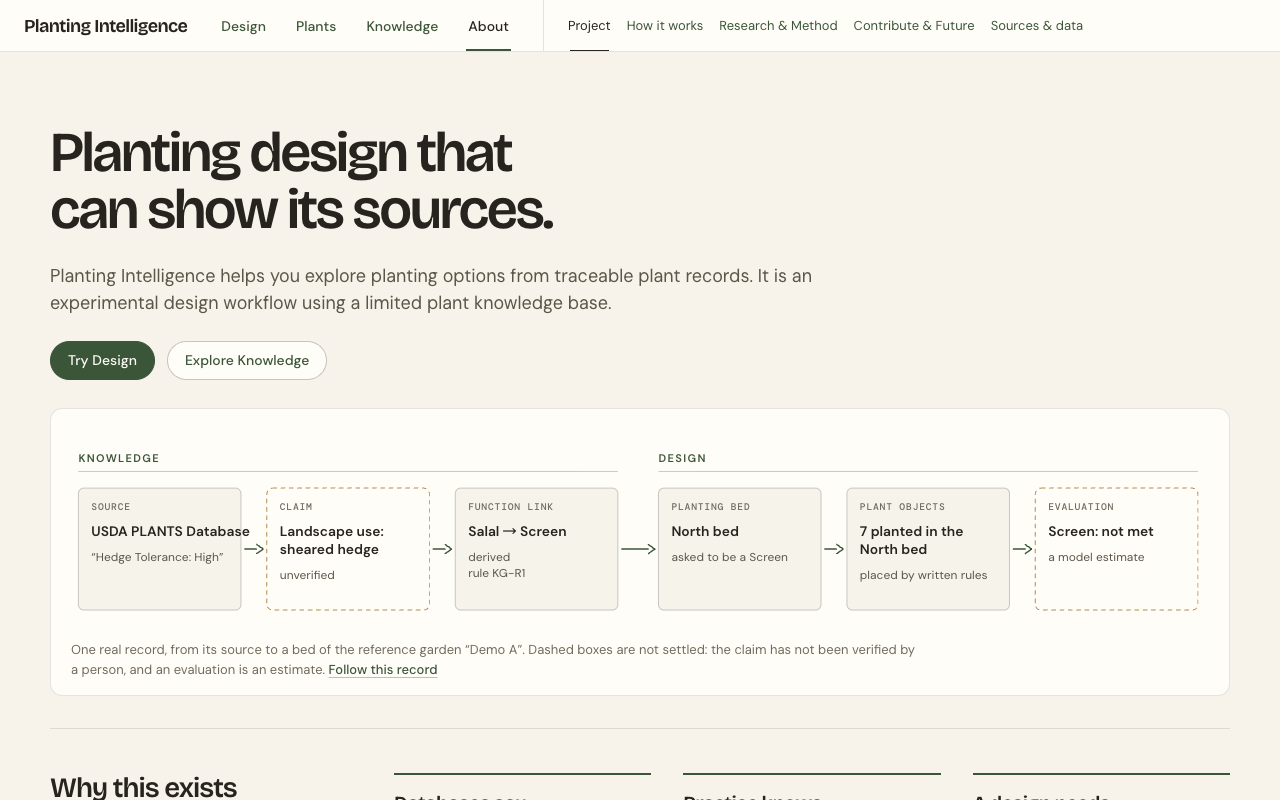 Planting Intelligence
Design
Plants
Knowledge
About
Project
How it works
Research & Method
Contribute & Future
Sources & data
Planting design that
can show its sources.
Planting Intelligence helps you explore planting options from traceable plant records. It is an
experimental design workflow using a limited plant knowledge base.
Try Design
Explore Knowledge
KNOWLEDGE
DESIGN
SOURCE
USDA PLANTS Database
“Hedge Tolerance: High”
CLAIM
Landscape use:
sheared hedge
unverified
FUNCTION LINK
Salal → Screen
derived
rule KG-R1
PLANTING BED
North bed
asked to be a Screen
PLANT OBJECTS
7 planted in the
North bed
placed by written rules
EVALUATION
Screen: not met
a model estimate
One real record, from its source to a bed of the reference garden “Demo A”. Dashed boxes are not settled: the claim has not been verified by
a person, and an evaluation is an estimate. Follow this record
Why this exists